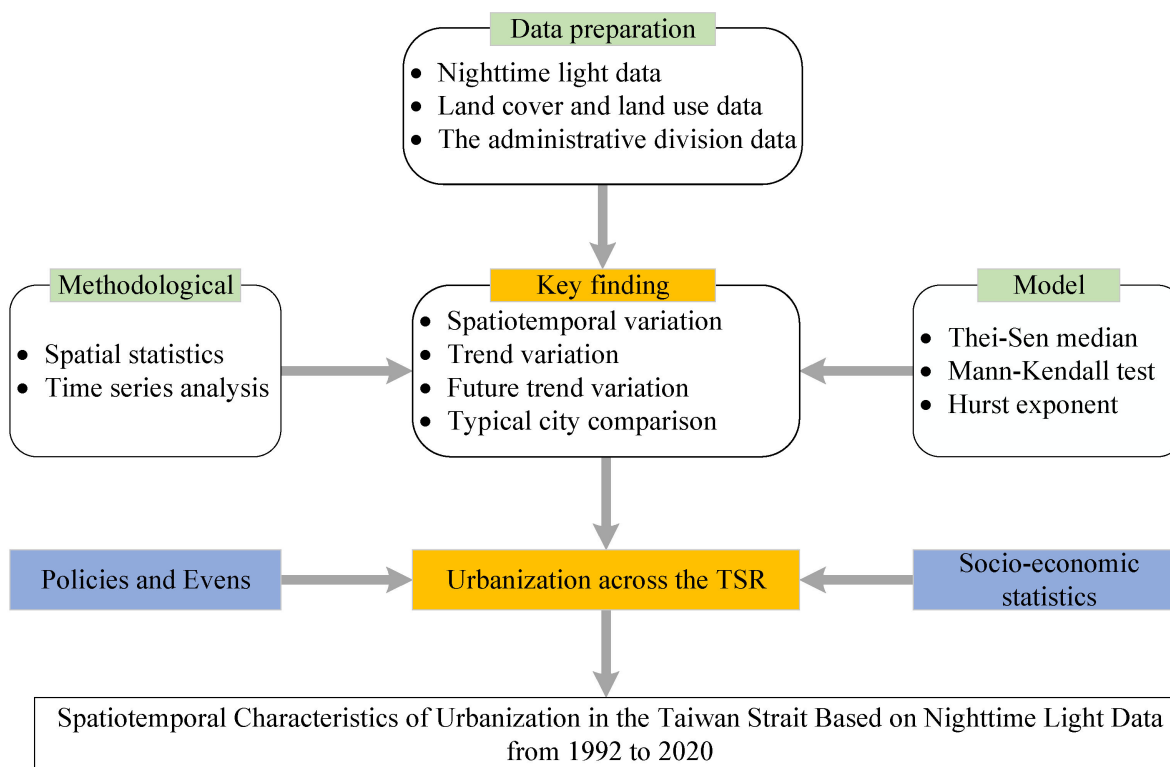 Data preparation
• Nighttime light data
• Land cover and land use data
• The administrative division data
Methodological
• Spatial statistics
• Time series analysis
Key finding
• Spatiotemporal variation
• Trend variation
• Future trend variation
• Typical city comparison
Model
• Thei-Sen median
• Mann-Kendall test
• Hurst exponent
Policies and Evens
Urbanization across the TSR
Socio-economic
statistics
Spatiotemporal Characteristics of Urbanization in the Taiwan Strait Based on Nighttime Light Data
from 1992 to 2020